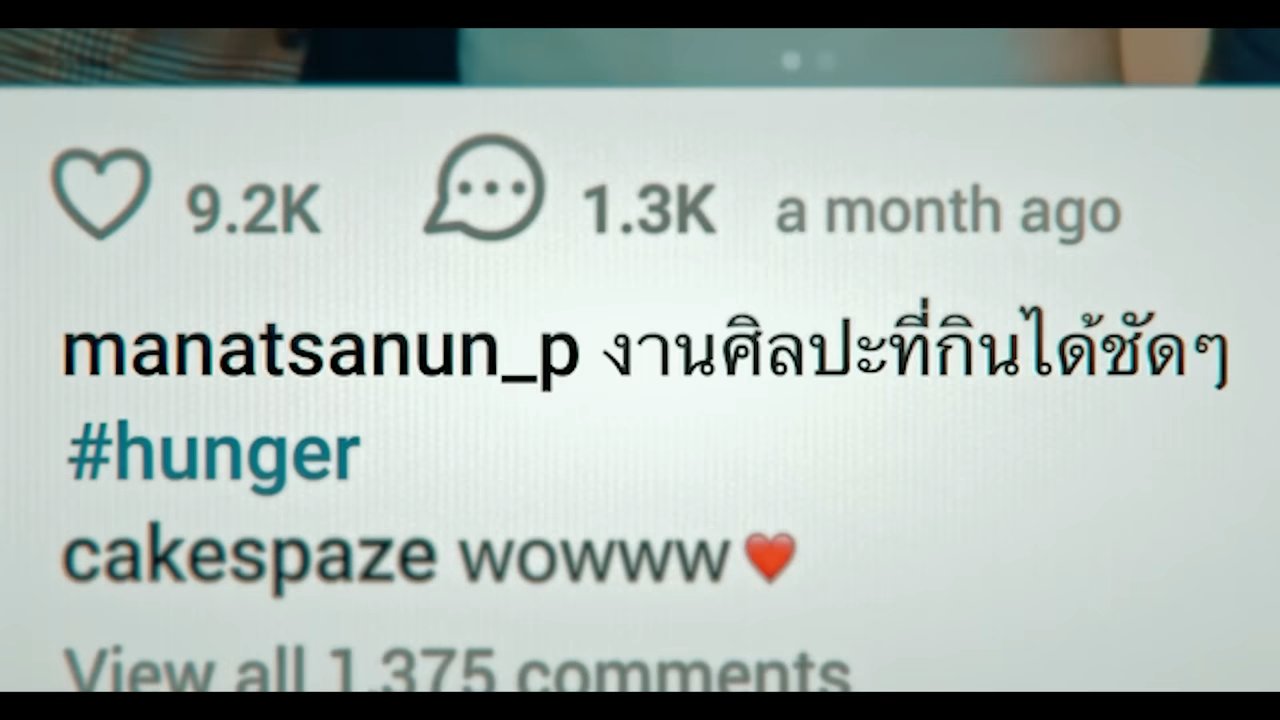 9.2K 1.3K a month ago
manatsanun_p งานศิลปะที่กินได้ชัดๆ
#hunger
cakespaze wowww❤️
View all 1,375 comments